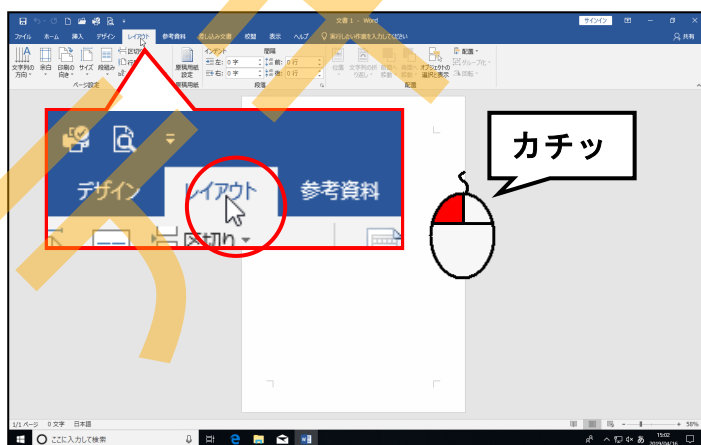 文書 1 - Word
サインイン
ファイル ホーム 挿入 デザイン レイアウト 参考資料 差し込み文書 校閲 表示 ヘルプ 実行したい作業を入力してください
共有
文字列の方向 余白 印刷の向き サイズ 段組み
区切り
ページ設定
原稿用紙設定
原稿用紙
インデント 間隔
左: 0 字 前: 0 行
右: 0 字 後: 0 行
段落
位置 文字列の折り返し
オブジェクトの選択と表示
配置
グループ化
回転
配置
デザイン レイアウト 参考資料
区切り
カチッ
1/1 ページ 0 文字 日本語
58%
ここに入力して検索
あ
15:02
2019/04/16